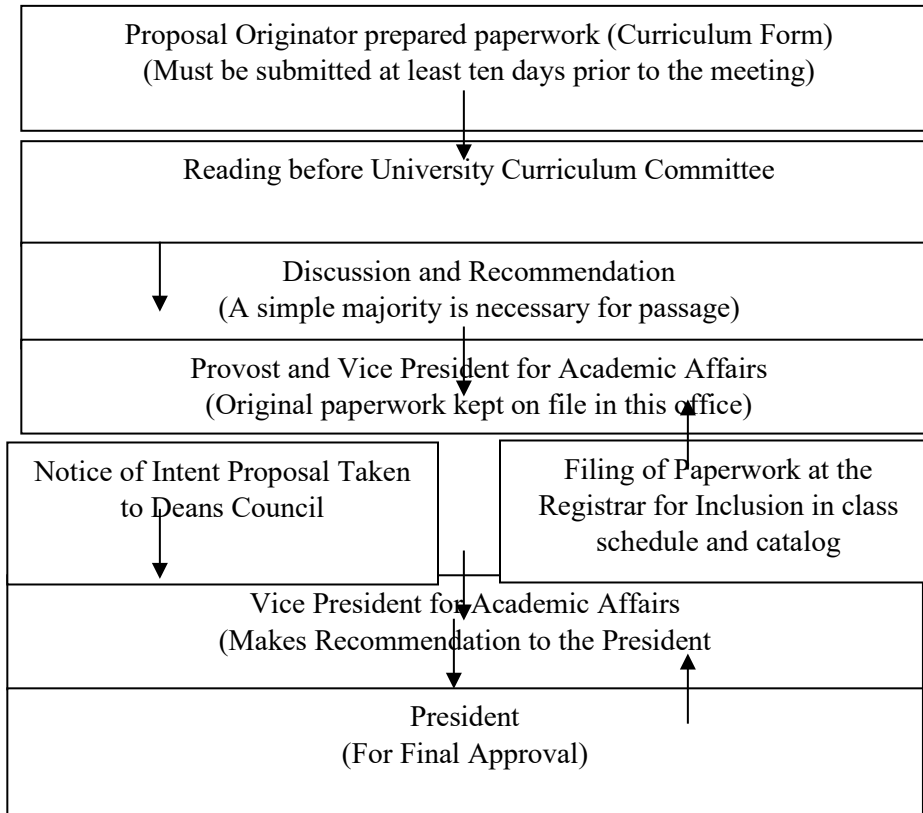 Proposal Originator prepared paperwork (Curriculum Form)
(Must be submitted at least ten days prior to the meeting)
Reading before University Curriculum Committee
Discussion and Recommendation
(A simple majority is necessary for passage)
Provost and Vice President for Academic Affairs
(Original paperwork kept on file in this office)
Notice of Intent Proposal Taken
to Deans Council
Filing of Paperwork at the
Registrar for Inclusion in class
schedule and catalog
Vice President for Academic Affairs
(Makes Recommendation to the President
President
(For Final Approval)